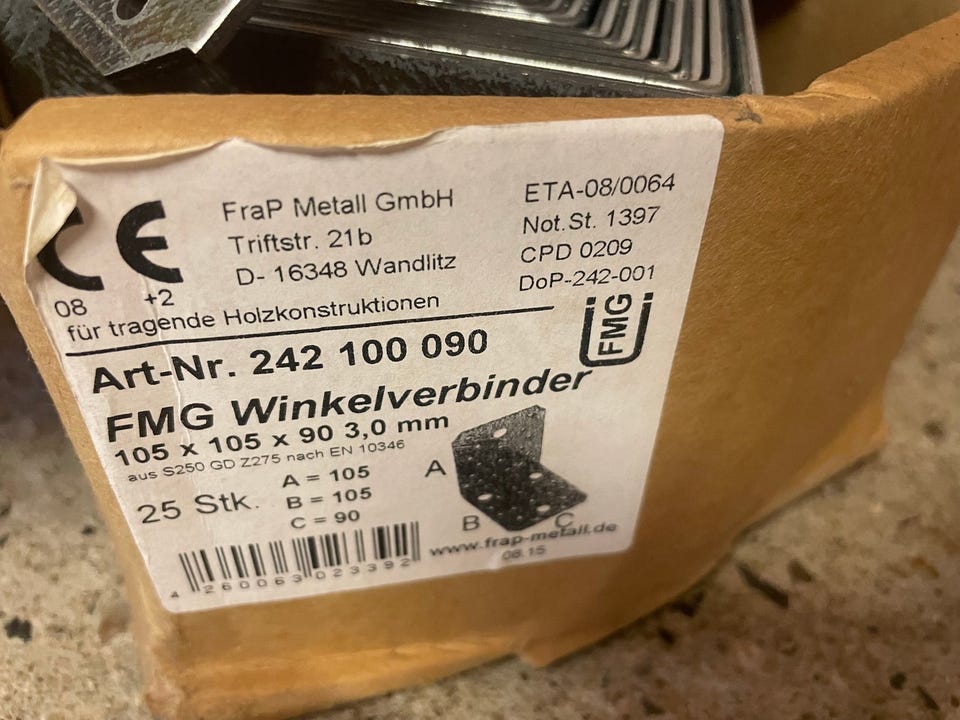 CE
FraP Metall GmbH
Triftstr. 21b
D- 16348 Wandlitz
ETA-08/0064
Not.St. 1397
CPD 0209
DoP-242-001
08 +2
für tragende Holzkonstruktionen
FMG
Art-Nr. 242 100 090
FMG Winkelverbinder
105 x 105 x 90 3,0 mm
aus S250 GD Z275 nach EN 10346
25 Stk.
A = 105
B = 105
C = 90
A
B
C
www.frap-metall.de
08.15
4 260063 023392